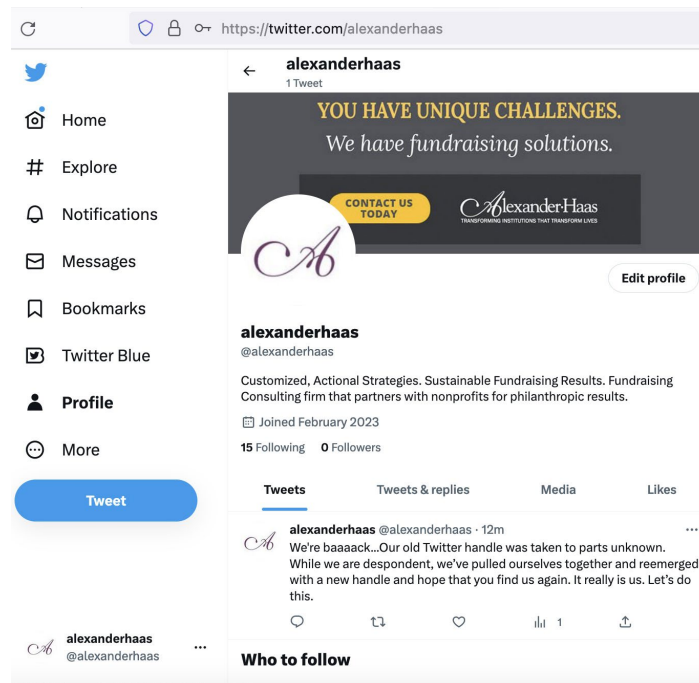 https://twitter.com/alexanderhaas
alexanderhaas
1 Tweet
YOU HAVE UNIQUE CHALLENGES.
We have fundraising solutions.
CONTACT US
TODAY
Alexander·Haas
TRANSFORMING INSTITUTIONS THAT TRANSFORM LIVES
Home
Explore
Notifications
Messages
Bookmarks
Twitter Blue
Profile
More
Tweet
alexanderhaas
@alexanderhaas
A
Edit profile
alexanderhaas
@alexanderhaas
Customized, Actional Strategies. Sustainable Fundraising Results. Fundraising
Consulting firm that partners with nonprofits for philanthropic results.
Joined February 2023
15 Following 0 Followers
Tweets Tweets & replies Media Likes
A
alexanderhaas @alexanderhaas · 12m
We're baaaack...Our old Twitter handle was taken to parts unknown.
While we are despondent, we've pulled ourselves together and reemerged
with a new handle and hope that you find us again. It really is us. Let's do
this.
1
Who to follow